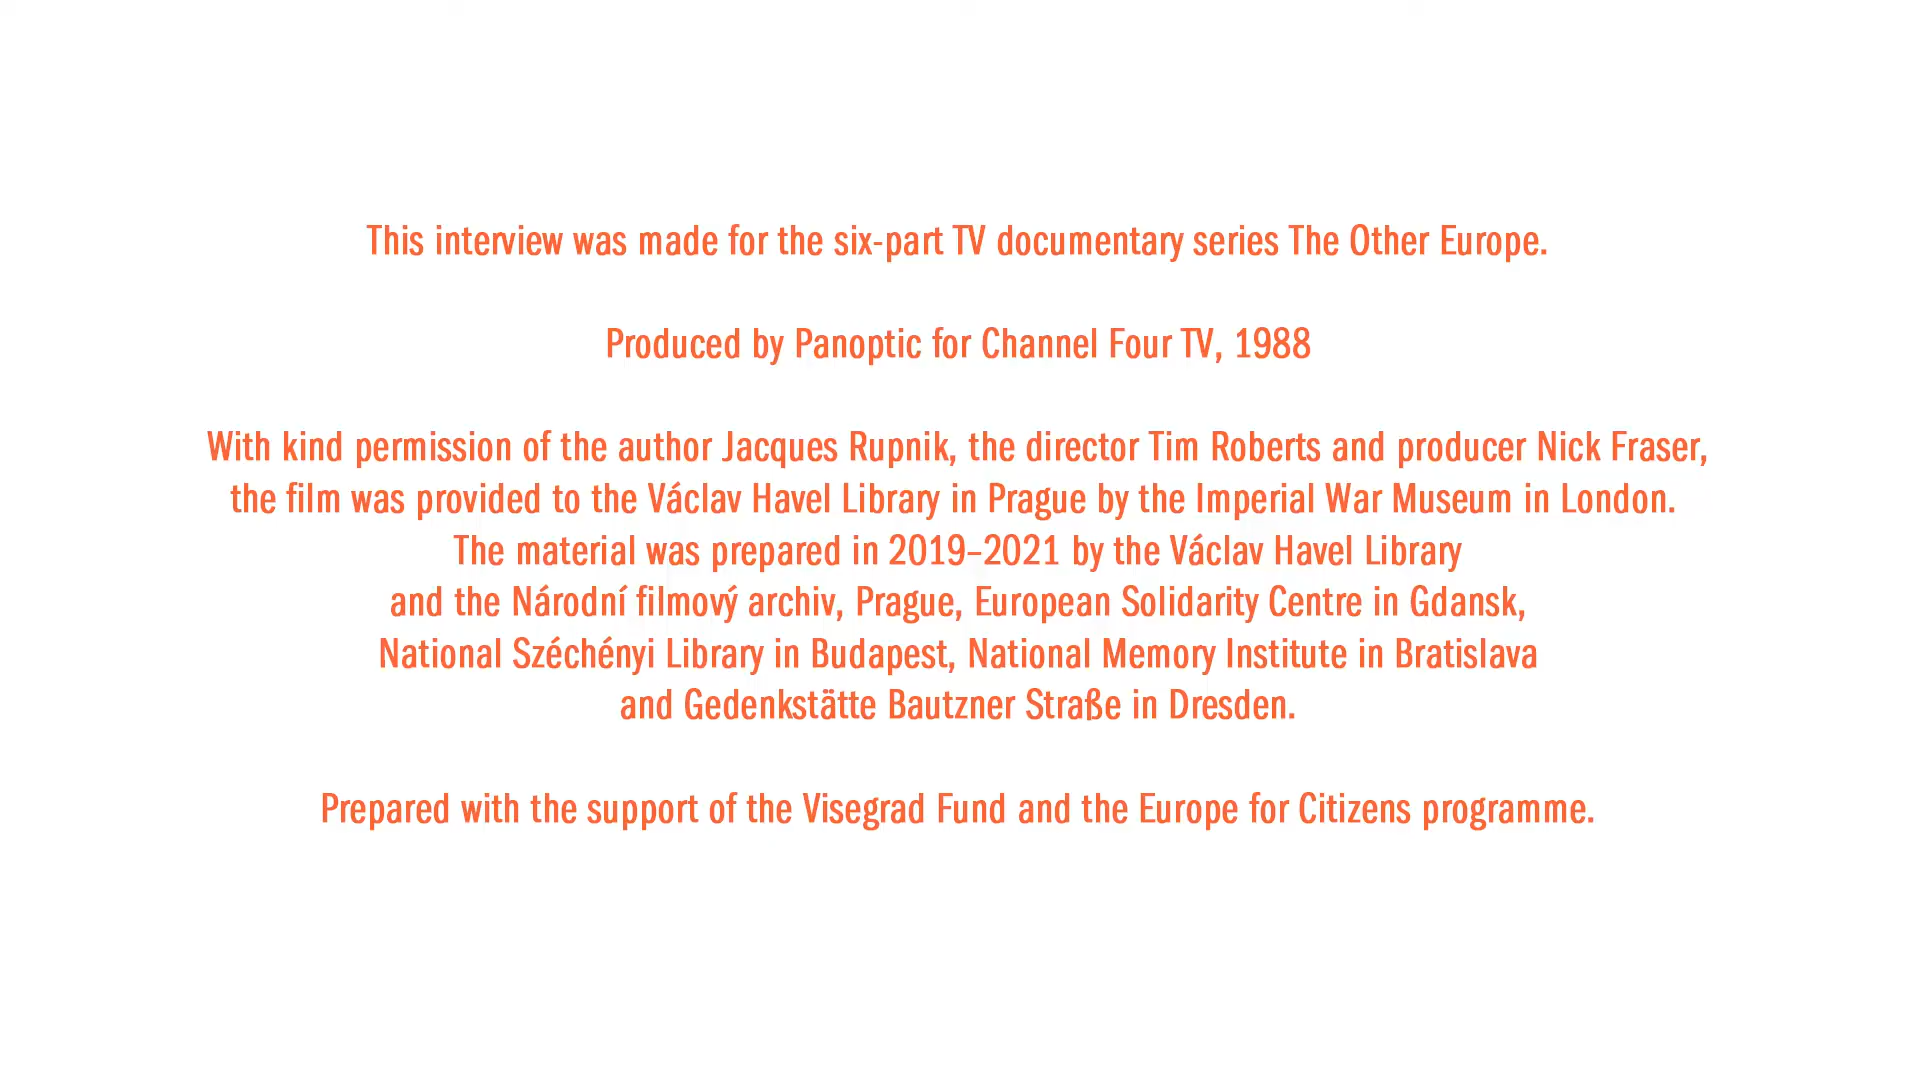 This interview was made for the six-part TV documentary series The Other Europe.
Produced by Panoptic for Channel Four TV, 1988
With kind permission of the author Jacques Rupnik, the director Tim Roberts and producer Nick Fraser,
the film was provided to the Václav Havel Library in Prague by the Imperial War Museum in London.
The material was prepared in 2019–2021 by the Václav Havel Library
and the Národní filmový archiv, Prague, European Solidarity Centre in Gdansk,
National Széchényi Library in Budapest, National Memory Institute in Bratislava
and Gedenkstätte Bautzner Straße in Dresden.
Prepared with the support of the Visegrad Fund and the Europe for Citizens programme.